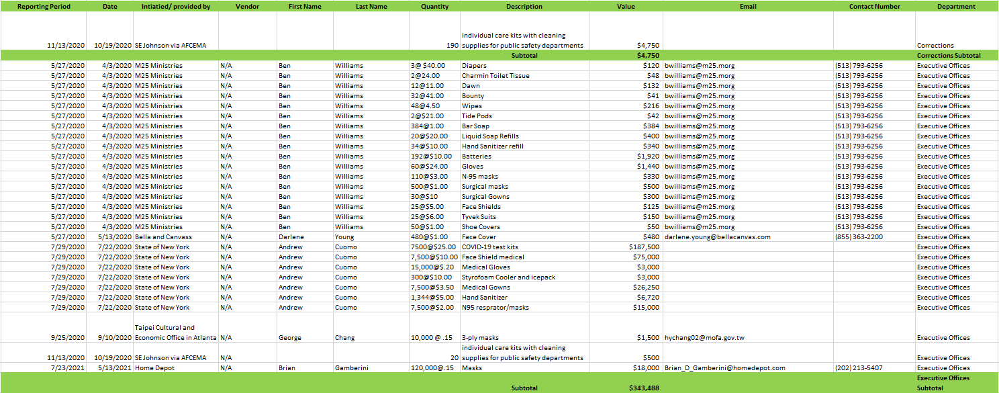 Reporting Period Date Intiatied/ provided by Vendor First Name Last Name Quantity Description Value Email Contact Number Department
individual care kits with cleaning
11/13/2020 10/19/2020 SE Johnson via AFCEMA 190 supplies for public safety departments $4,750 Corrections
Subtotal $4,750 Corrections Subtotal
5/27/2020 4/3/2020 M25 Ministries N/A Ben Williams 3@ $40.00 Diapers $120 bwilliams@m25.morg (513) 793-6256 Executive Offices
5/27/2020 4/3/2020 M25 Ministries N/A Ben Williams 2@24.00 Charmin Toilet Tissue $48 bwilliams@m25.morg (513) 793-6256 Executive Offices
5/27/2020 4/3/2020 M25 Ministries N/A Ben Williams 12@11.00 Dawn $132 bwilliams@m25.morg (513) 793-6256 Executive Offices
5/27/2020 4/3/2020 M25 Ministries N/A Ben Williams 32@41.00 Bounty $41 bwilliams@m25.morg (513) 793-6256 Executive Offices
5/27/2020 4/3/2020 M25 Ministries N/A Ben Williams 48@4.50 Wipes $216 bwilliams@m25.morg (513) 793-6256 Executive Offices
5/27/2020 4/3/2020 M25 Ministries N/A Ben Williams 2@$21.00 Tide Pods $42 bwilliams@m25.morg (513) 793-6256 Executive Offices
5/27/2020 4/3/2020 M25 Ministries N/A Ben Williams 384@1.00 Bar Soap $384 bwilliams@m25.morg (513) 793-6256 Executive Offices
5/27/2020 4/3/2020 M25 Ministries N/A Ben Williams 20@$20.00 Liquid Soap Refills $400 bwilliams@m25.morg (513) 793-6256 Executive Offices
5/27/2020 4/3/2020 M25 Ministries N/A Ben Williams 34@$10.00 Hand Sanitizer refill $340 bwilliams@m25.morg (513) 793-6256 Executive Offices
5/27/2020 4/3/2020 M25 Ministries N/A Ben Williams 192@$10.00 Batteries $1,920 bwilliams@m25.morg (513) 793-6256 Executive Offices
5/27/2020 4/3/2020 M25 Ministries N/A Ben Williams 60@$24.00 Gloves $1,440 bwilliams@m25.morg (513) 793-6256 Executive Offices
5/27/2020 4/3/2020 M25 Ministries N/A Ben Williams 110@$3.00 N-95 masks $330 bwilliams@m25.morg (513) 793-6256 Executive Offices
5/27/2020 4/3/2020 M25 Ministries N/A Ben Williams 500@$1.00 Surgical masks $500 bwilliams@m25.morg (513) 793-6256 Executive Offices
5/27/2020 4/3/2020 M25 Ministries N/A Ben Williams 30@$10 Surgical Gowns $300 bwilliams@m25.morg (513) 793-6256 Executive Offices
5/27/2020 4/3/2020 M25 Ministries N/A Ben Williams 25@$5.00 Face Shields $125 bwilliams@m25.morg (513) 793-6256 Executive Offices
5/27/2020 4/3/2020 M25 Ministries N/A Ben Williams 25@$6.00 Tyvek Suits $150 bwilliams@m25.morg (513) 793-6256 Executive Offices
5/27/2020 4/3/2020 M25 Ministries N/A Ben Williams 50@$1.00 Shoe Covers $50 bwilliams@m25.morg (513) 793-6256 Executive Offices
5/27/2020 5/13/2020 Bella and Canvass N/A Darlene Young 480@$1.00 Face Cover $480 darlene.young@bellacanvas.com (855) 363-2200 Executive Offices
7/29/2020 7/22/2020 State of New York N/A Andrew Cuomo 7500@$25.00 COVID-19 test kits $187,500 Executive Offices
7/29/2020 7/22/2020 State of New York N/A Andrew Cuomo 7,500@$10.00 Face Shield medical $75,000 Executive Offices
7/29/2020 7/22/2020 State of New York N/A Andrew Cuomo 15,000@$.20 Medical Gloves $3,000 Executive Offices
7/29/2020 7/22/2020 State of New York N/A Andrew Cuomo 300@$10.00 Styrofoam Cooler and icepack $3,000 Executive Offices
7/29/2020 7/22/2020 State of New York N/A Andrew Cuomo 7,500@$3.50 Medical Gowns $26,250 Executive Offices
7/29/2020 7/22/2020 State of New York N/A Andrew Cuomo 1,344@$5.00 Hand Sanitizer $6,720 Executive Offices
7/29/2020 7/22/2020 State of New York N/A Andrew Cuomo 7,500@$2.00 N95 resprator/masks $15,000 Executive Offices
Taipei Cultural and
9/25/2020 9/10/2020 Economic Office in Atlanta N/A George Chang 10,000 @ .15 3-ply masks $1,500 hychang02@mofa.gov.tw Executive Offices
individual care kits with cleaning
11/13/2020 10/19/2020 SE Johnson via AFCEMA N/A 20 supplies for public safety departments $500 Executive Offices
7/23/2021 5/13/2021 Home Depot N/A Brian Gamberini 120,000@.15 Masks $18,000 Brian_D_Gamberini@homedepot.com (202) 213-5407 Executive Offices
Executive Offices
Subtotal $343,488 Subtotal